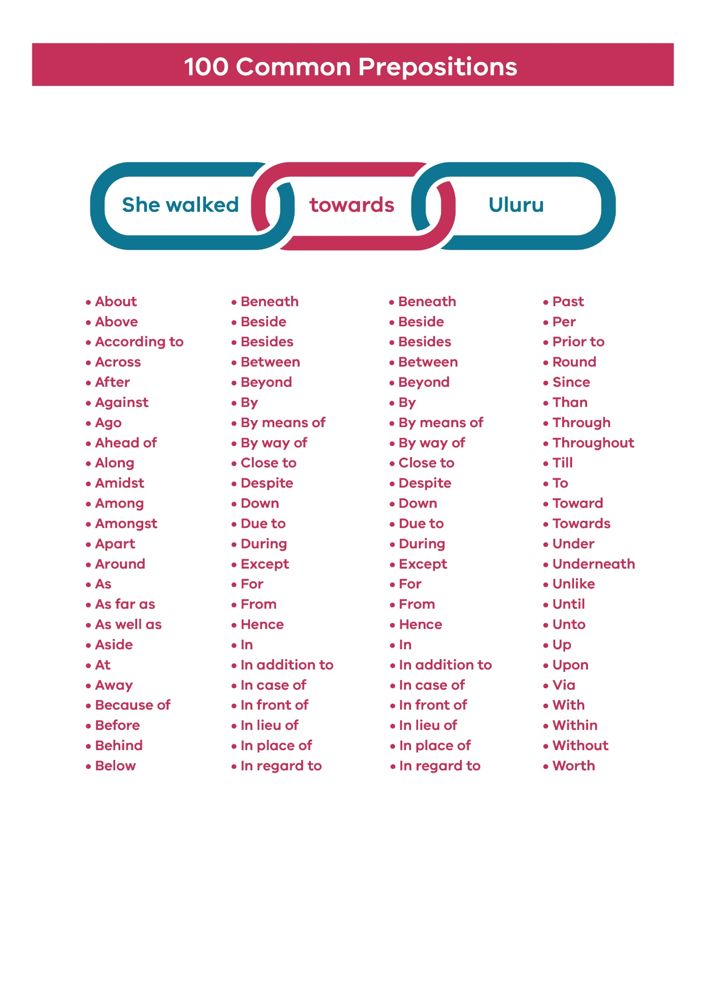 100 Common Prepositions
She walked towards Uluru
• About
• Above
• According to
• Across
• After
• Against
• Ago
• Ahead of
• Along
• Amidst
• Among
• Amongst
• Apart
• Around
• As
• As far as
• As well as
• Aside
• At
• Away
• Because of
• Before
• Behind
• Below
• Beneath
• Beside
• Besides
• Between
• Beyond
• By
• By means of
• By way of
• Close to
• Despite
• Down
• Due to
• During
• Except
• For
• From
• Hence
• In
• In addition to
• In case of
• In front of
• In lieu of
• In place of
• In regard to
• Beneath
• Beside
• Besides
• Between
• Beyond
• By
• By means of
• By way of
• Close to
• Despite
• Down
• Due to
• During
• Except
• For
• From
• Hence
• In
• In addition to
• In case of
• In front of
• In lieu of
• In place of
• In regard to
• Past
• Per
• Prior to
• Round
• Since
• Than
• Through
• Throughout
• Till
• To
• Toward
• Towards
• Under
• Underneath
• Unlike
• Until
• Unto
• Up
• Upon
• Via
• With
• Within
• Without
• Worth